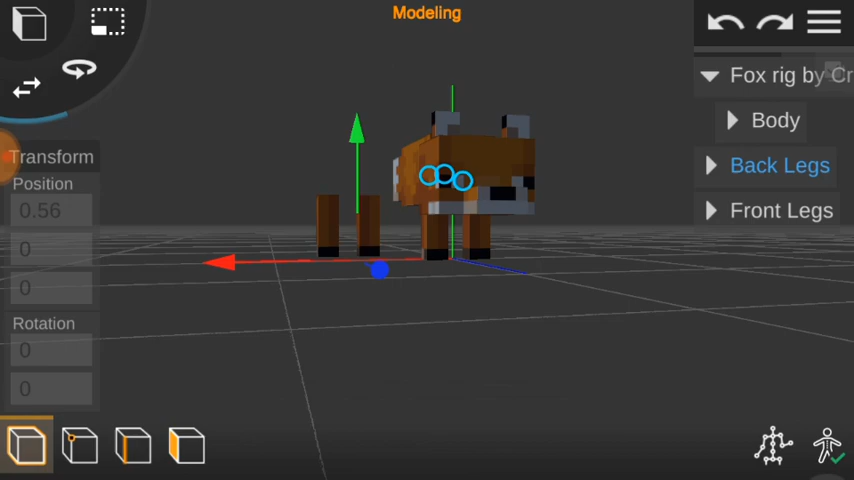 Modeling
Fox rig by Cr
Body
Transform
Position
Back Legs
0.56
Front Legs
0
0
Rotation
0
0